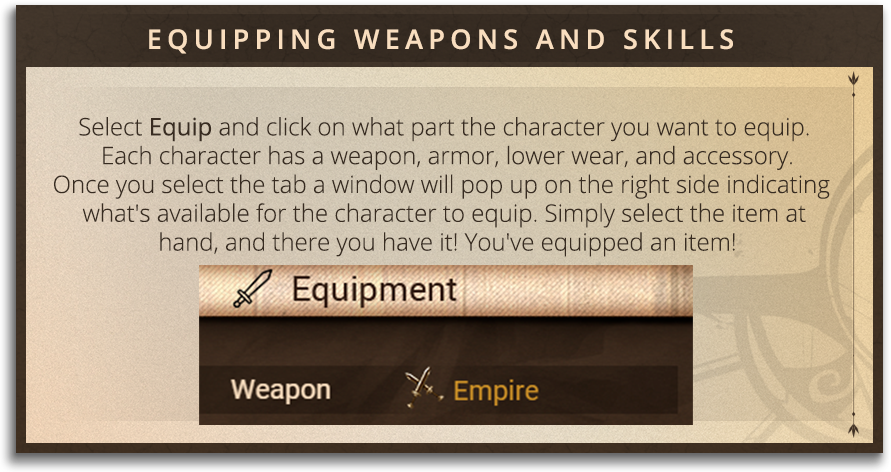 EQUIPPING WEAPONS AND SKILLS
Select Equip and click on what part the character you want to equip.
Each character has a weapon, armor, lower wear, and accessory.
Once you select the tab a window will pop up on the right side indicating
what's available for the character to equip. Simply select the item at
hand, and there you have it! You've equipped an item!
Equipment
Weapon Empire